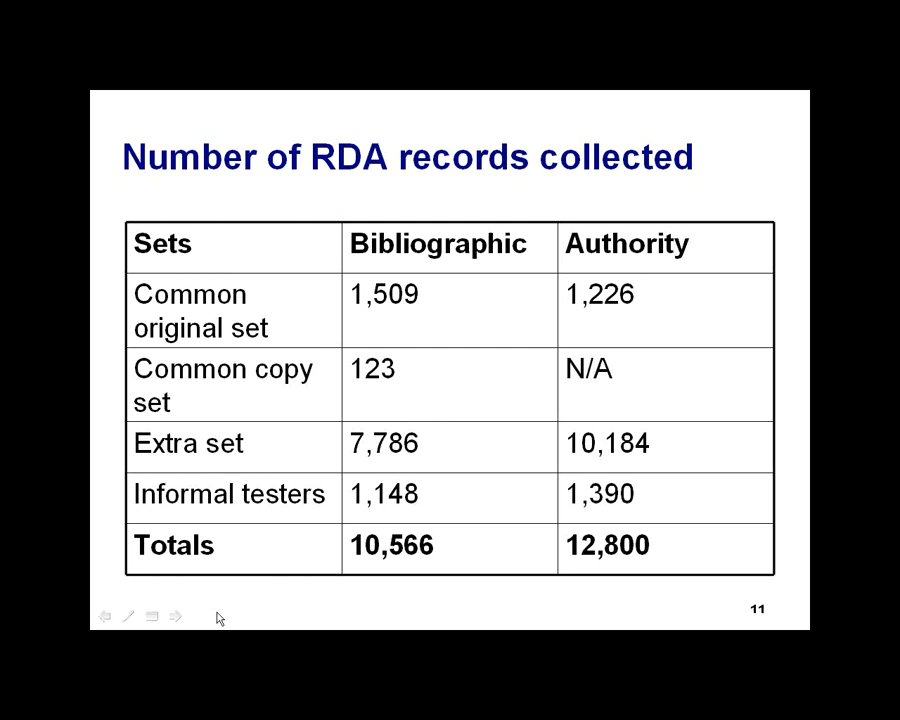 Number of RDA records collected
Sets Bibliographic Authority
Common original set 1,509 1,226
Common copy set 123 N/A
Extra set 7,786 10,184
Informal testers 1,148 1,390
Totals 10,566 12,800
11